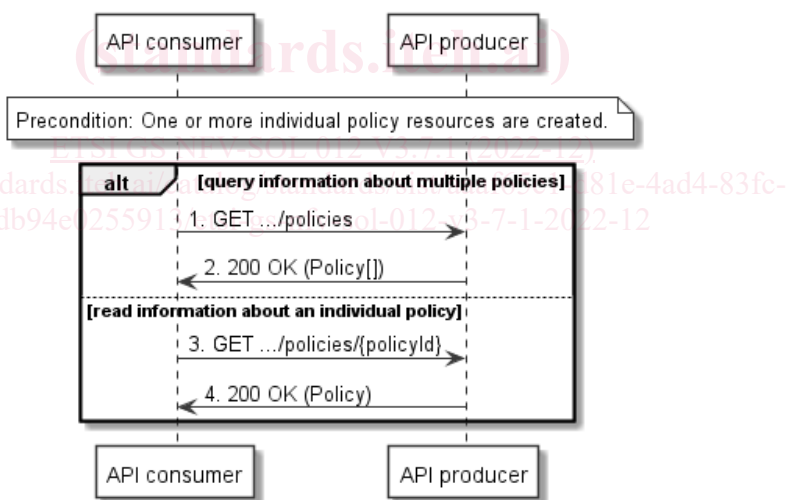 API consumer API producer
(standards.iteh.ai)
Precondition: One or more individual policy resources are created.
ETSI GS NFV-SOL 012 V3.7.1 (2022-12)
alt [query information about multiple policies]
1. GET .../policies
2. 200 OK (Policy[])
[read information about an individual policy]
3. GET .../policies/{policyId}
4. 200 OK (Policy)
API consumer API producer